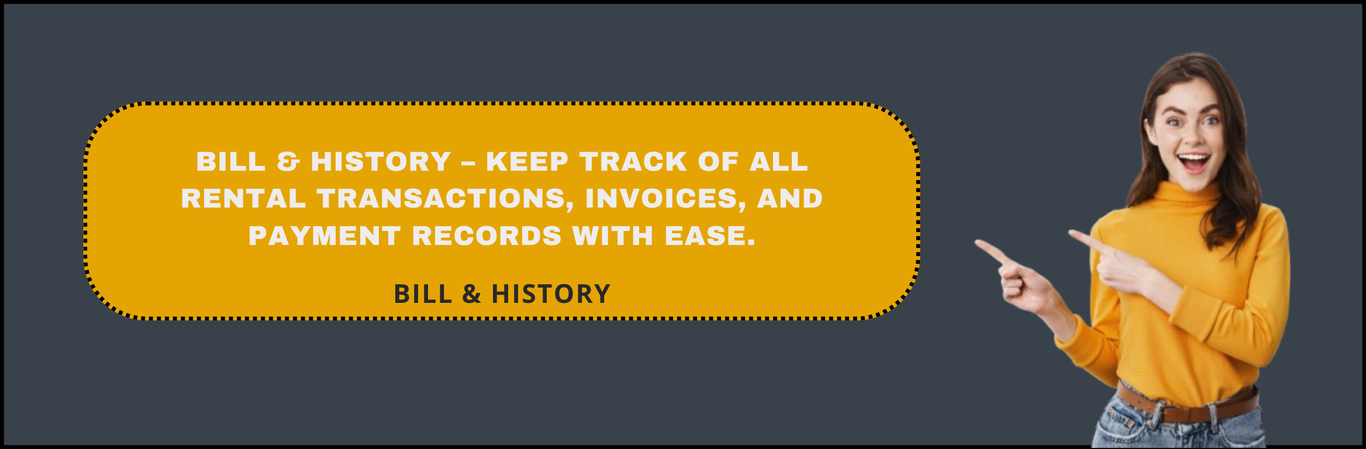 BILL & HISTORY – KEEP TRACK OF ALL
RENTAL TRANSACTIONS, INVOICES, AND
PAYMENT RECORDS WITH EASE.
BILL & HISTORY